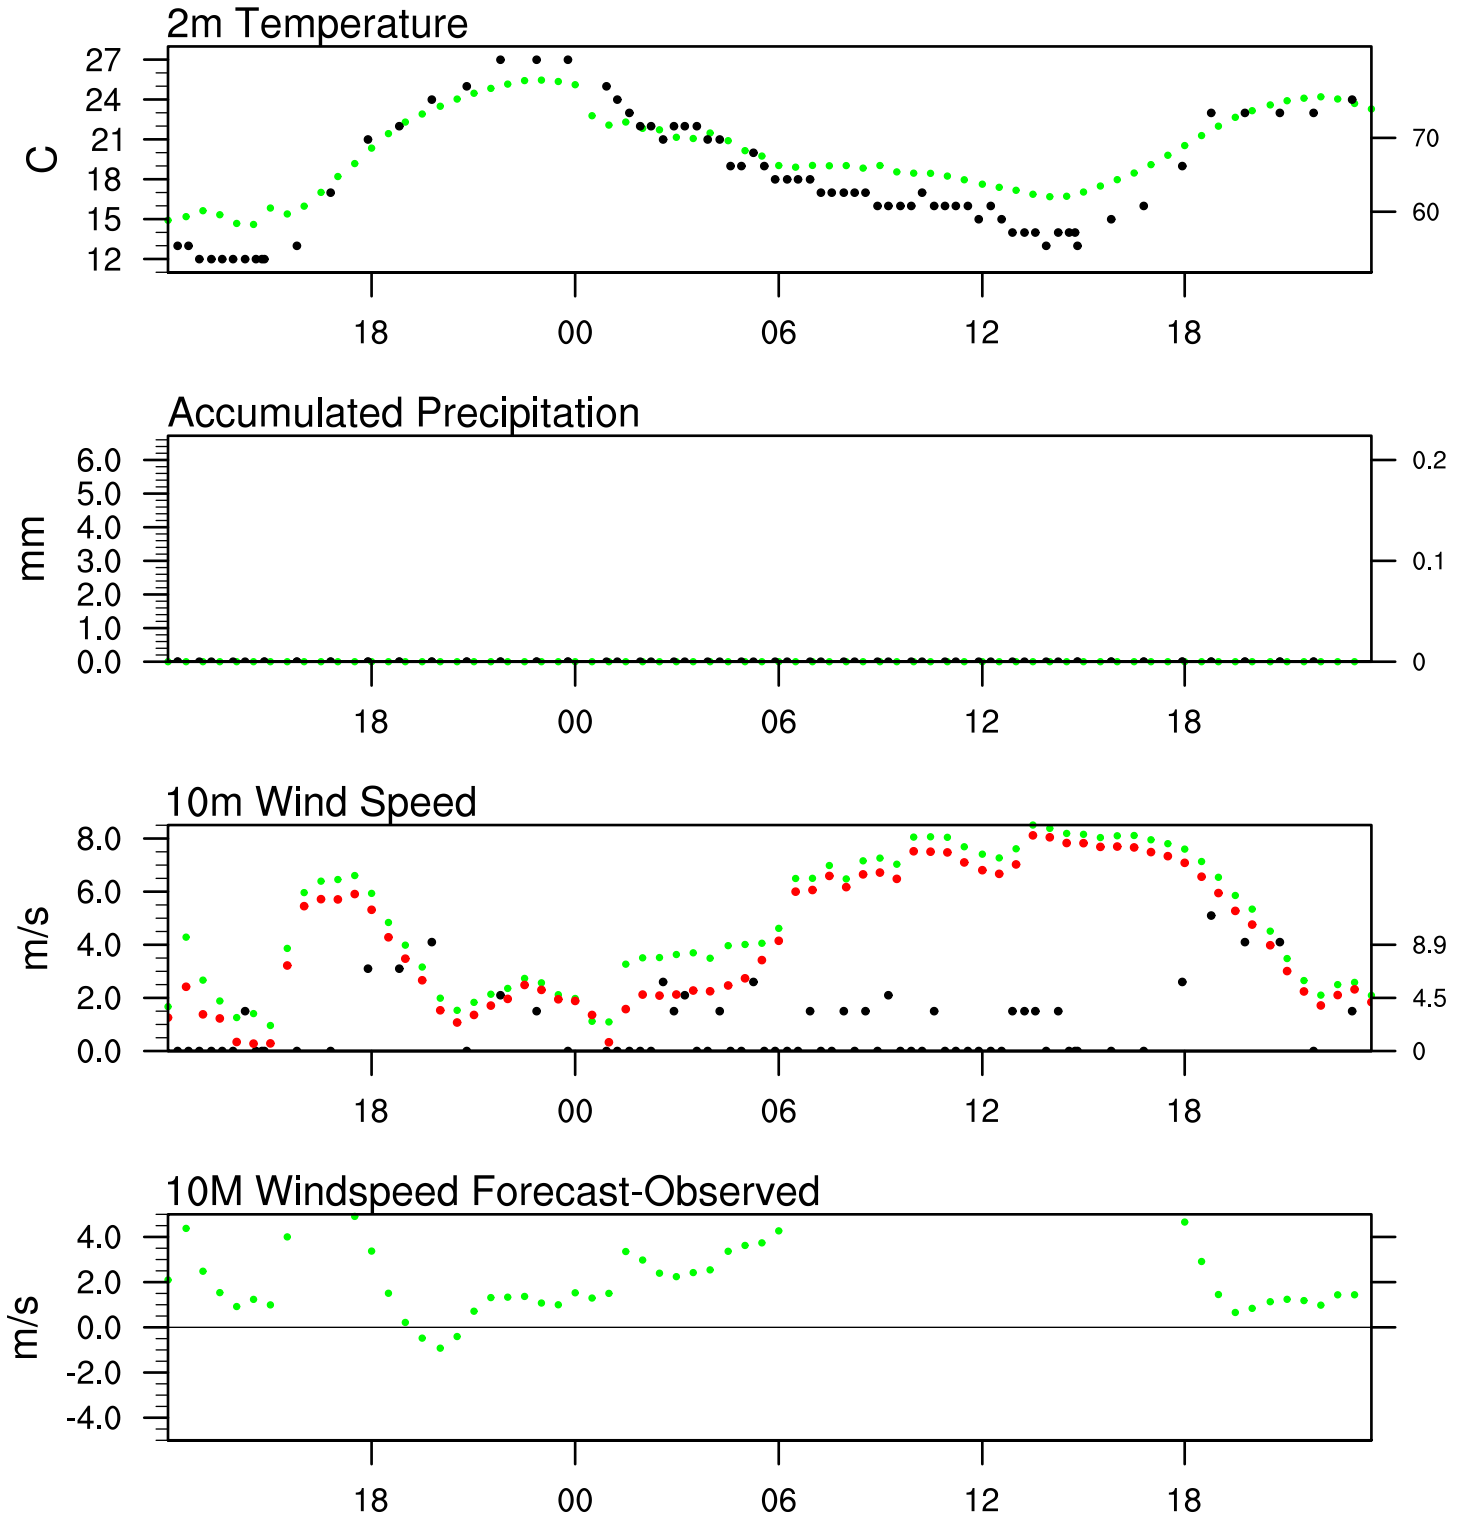 2m Temperature
27
24
21
18
15
12
C
70
60
18 00 06 12 18
Accumulated Precipitation
6.0
5.0
4.0
3.0
2.0
1.0
0.0
mm
0.2
0.1
0
18 00 06 12 18
10m Wind Speed
8.0
6.0
4.0
2.0
0.0
m/s
8.9
4.5
0
18 00 06 12 18
10M Windspeed Forecast-Observed
4.0
2.0
0.0
-2.0
-4.0
m/s
18 00 06 12 18